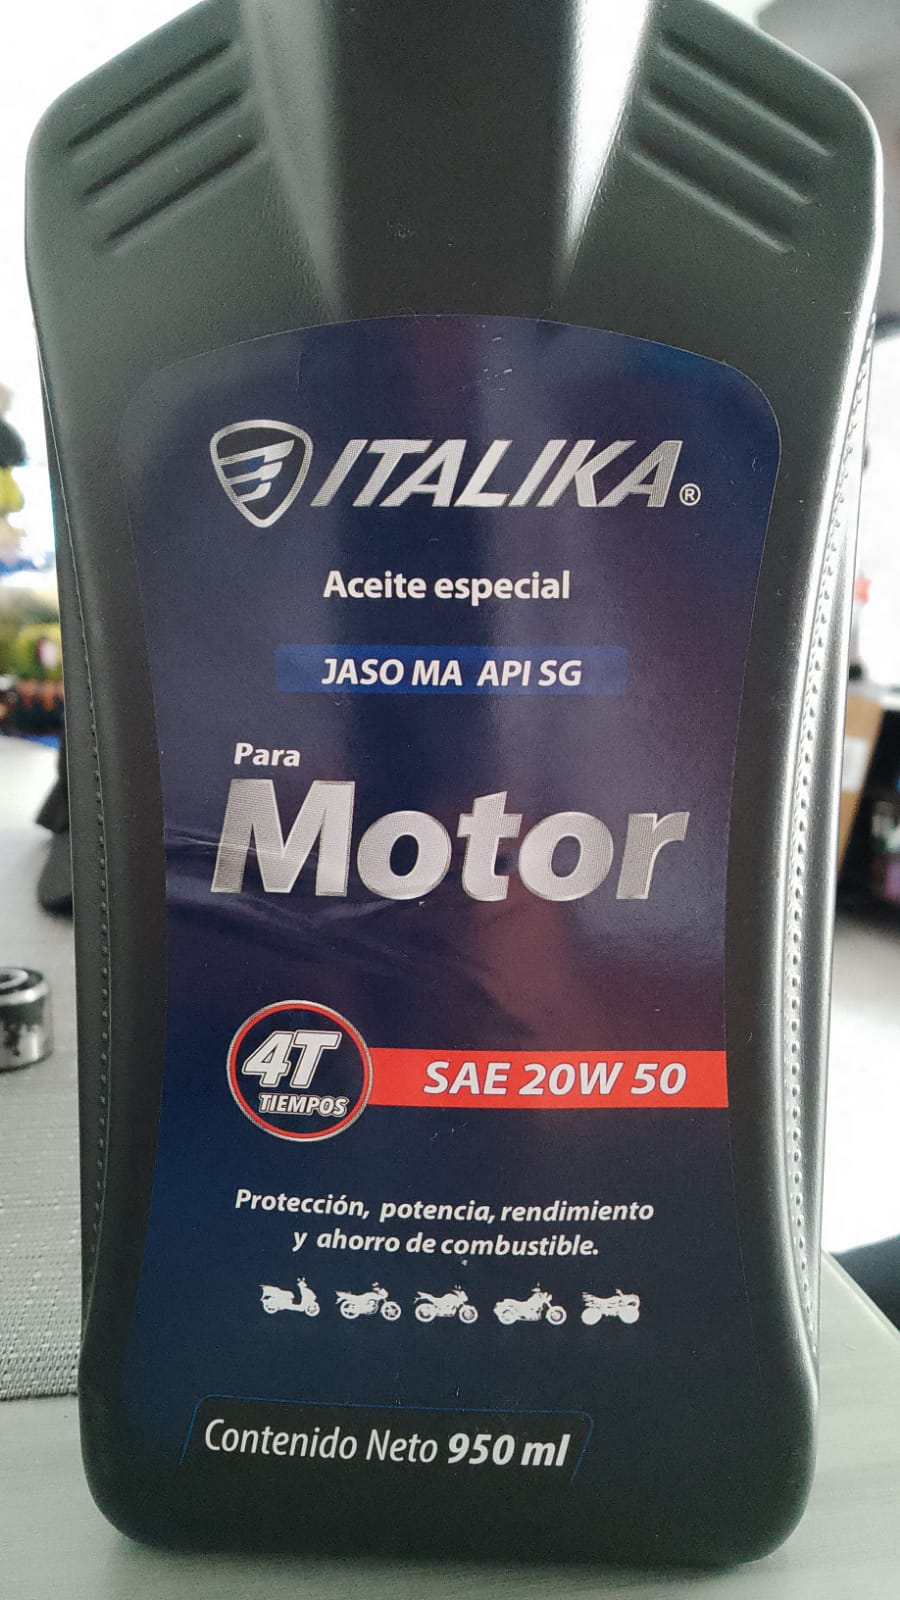 ITALIKA®
Aceite especial
JASO MA API SG
Para
Motor
4T
TIEMPOS
SAE 20W 50
Protección, potencia, rendimiento
y ahorro de combustible.
Contenido Neto 950 ml